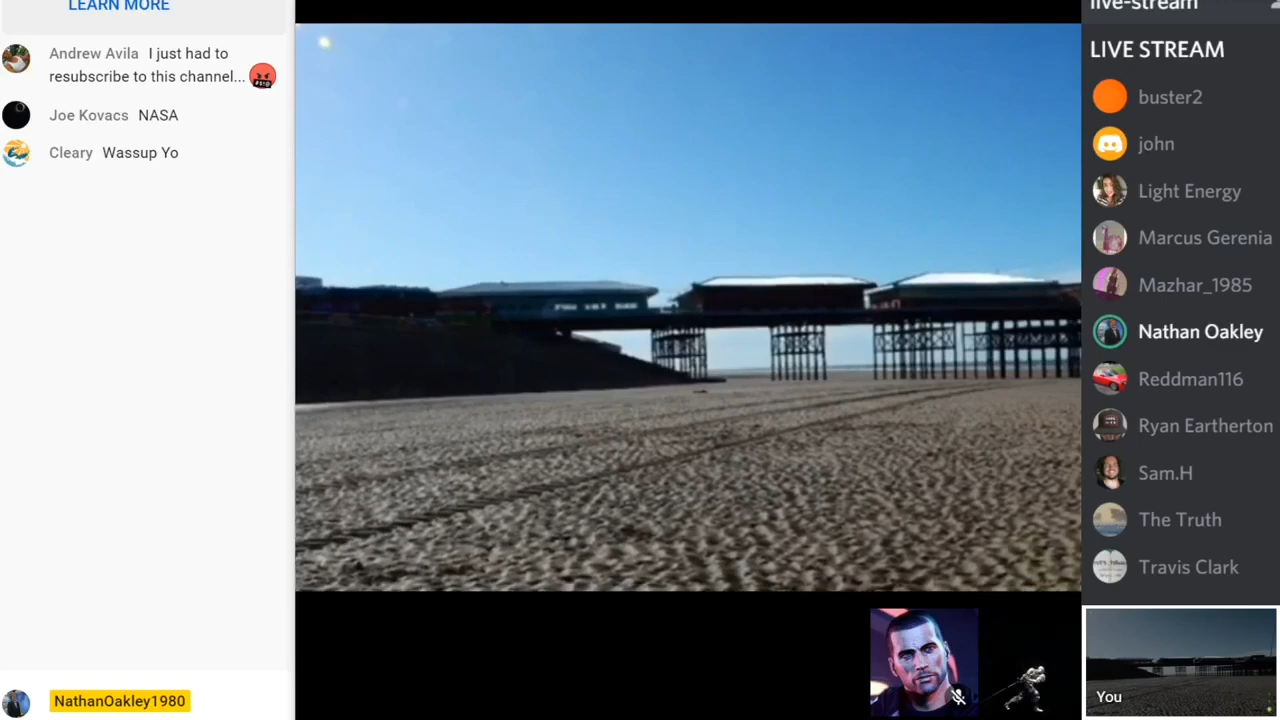 LEARN MORE
Andrew Avila I just had to
resubscribe to this channel...
Joe Kovacs NASA
Cleary Wassup Yo
NathanOakley1980
live-stream
LIVE STREAM
buster2
john
Light Energy
Marcus Gerenia
Mazhar_1985
Nathan Oakley
Reddman116
Ryan Eartherton
Sam.H
The Truth
Travis Clark
You